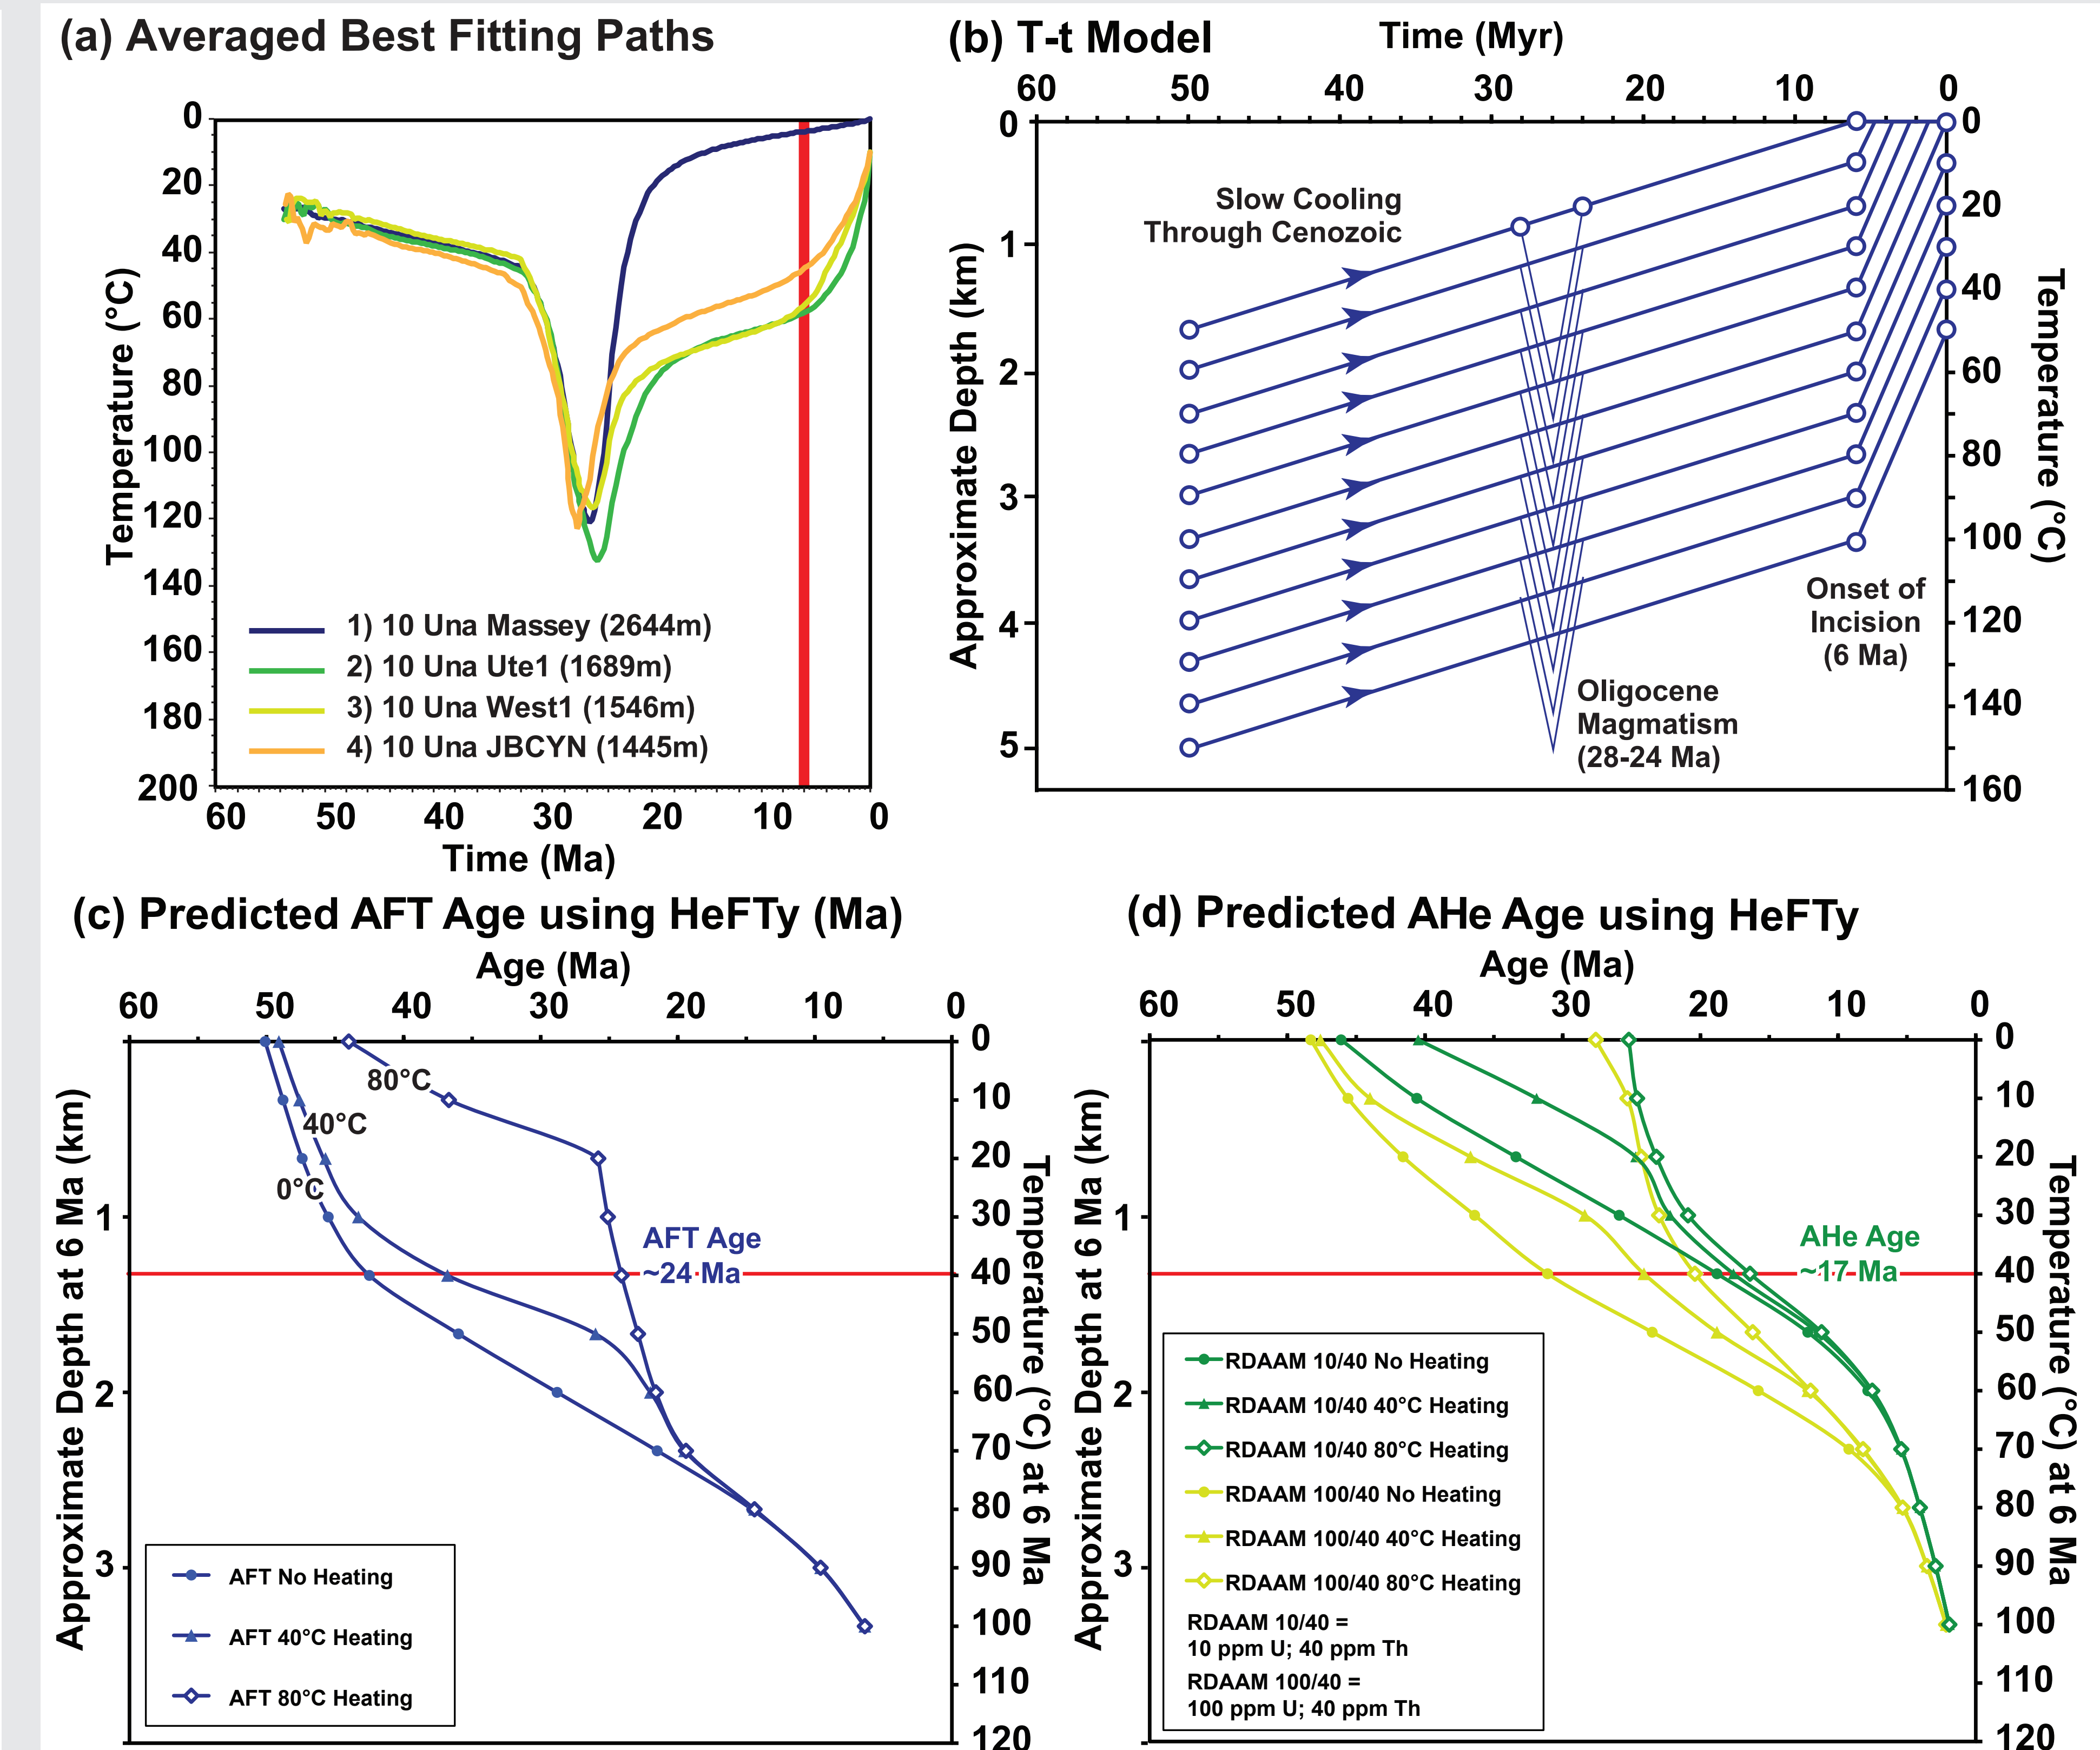 (a) Averaged Best Fitting Paths
0
20
40
60
80
100
120
140
160
180
200
Temperature (°C)
1) 10 Una Massey (2644m)
2) 10 Una Ute1 (1689m)
3) 10 Una West1 (1546m)
4) 10 Una JBCYN (1445m)
60 50 40 30 20 10 0
Time (Ma)
(b) T-t Model
Time (Myr)
60 50 40 30 20 10 0
0
1
2
3
4
5
Approximate Depth (km)
Slow Cooling
Through Cenozoic
Oligocene
Magmatism
(28-24 Ma)
Onset of
Incision
(6 Ma)
0
20
40
60
80
100
120
140
160
Temperature (°C)
(c) Predicted AFT Age using HeFTy (Ma)
Age (Ma)
60 50 40 30 20 10 0
1
2
3
Approximate Depth at 6 Ma (km)
80°C
40°C
0°C
AFT Age
~24 Ma
AFT No Heating
AFT 40°C Heating
AFT 80°C Heating
0
10
20
30
40
50
60
70
80
90
100
110
120
Temperature (°C) at 6 Ma
(d) Predicted AHe Age using HeFTy
Age (Ma)
60 50 40 30 20 10 0
1
2
3
Approximate Depth at 6 Ma (km)
AHe Age
~17 Ma
RDAAM 10/40 No Heating
RDAAM 10/40 40°C Heating
RDAAM 10/40 80°C Heating
RDAAM 100/40 No Heating
RDAAM 100/40 40°C Heating
RDAAM 100/40 80°C Heating
RDAAM 10/40 =
10 ppm U; 40 ppm Th
RDAAM 100/40 =
100 ppm U; 40 ppm Th
0
10
20
30
40
50
60
70
80
90
100
110
120
Temperature (°C) at 6 Ma